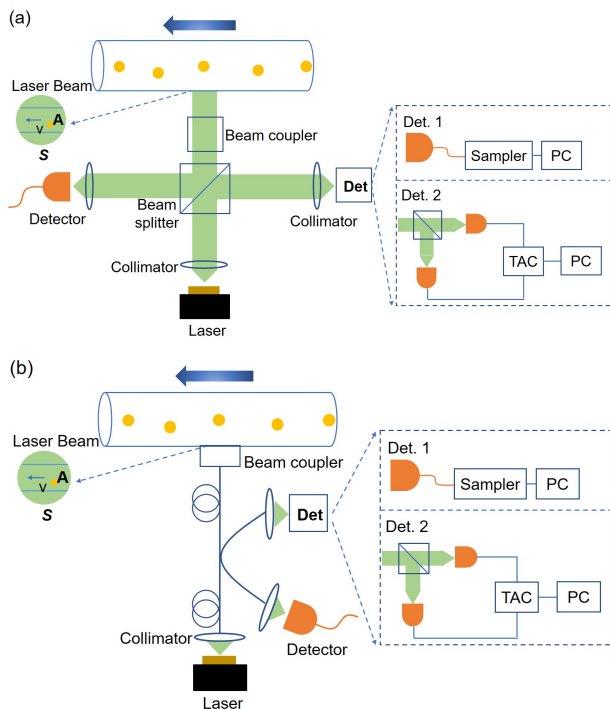 (a)
Laser Beam
A
v
S
Beam coupler
Detector
Beam
splitter
Collimator
Det
Collimator
Laser
Det. 1
Sampler
PC
Det. 2
TAC
PC
(b)
Laser Beam
A
v
S
Beam coupler
Det
Collimator
Detector
Laser
Det. 1
Sampler
PC
Det. 2
TAC
PC